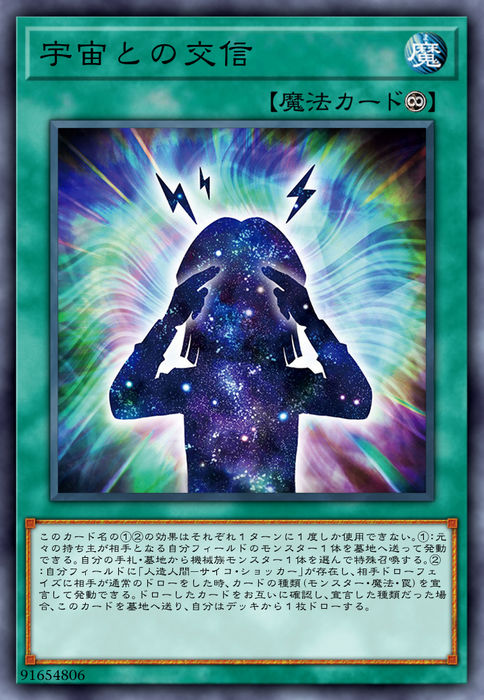 宇宙との交信
魔
【魔法カード♾】
このカード名の①②の効果はそれぞれ1ターンに1度しか使用できない。①:元
々の持ち主が相手となる自分フィールドのモンスター1体を墓地へ送って発動
できる。自分の手札・墓地から機械族モンスター1体を選んで特殊召喚する。②
:自分フィールドに「人造人間-サイコ・ショッカー」が存在し、相手ドローフェ
イズに相手が通常のドローをした時、カードの種類(モンスター・魔法・罠)を宣
言して発動できる。ドローしたカードをお互いに確認し、宣言した種類だった場
合、このカードを墓地へ送り、自分はデッキから1枚ドローする。
91654806